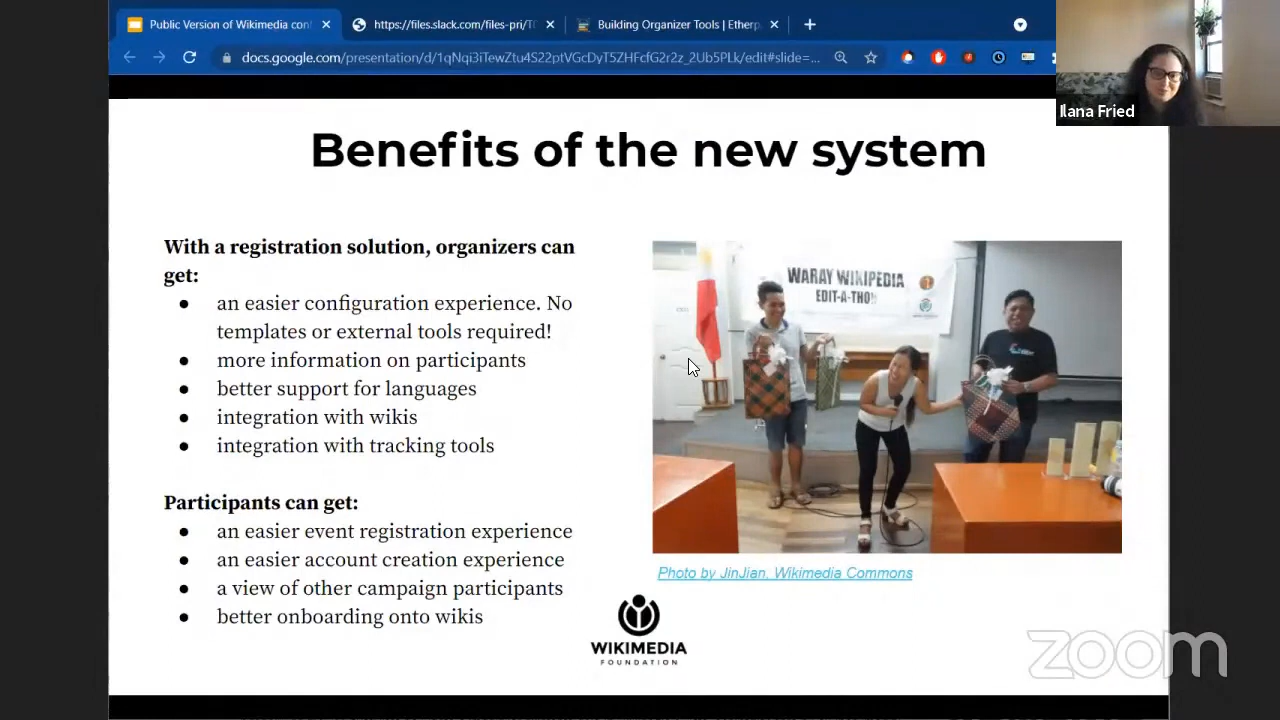 Public Version of Wikimedia conf
https://files.slack.com/files-pri/T0
Building Organizer Tools | Etherp
docs.google.com/presentation/d/1qNqi3iTewZtu4S22ptVGcDyT5ZHFcfG2r2z_2Ub5PLk/edit#slide=...
Ilana Fried
Benefits of the new system
With a registration solution, organizers can
get:
● an easier configuration experience. No
templates or external tools required!
● more information on participants
● better support for languages
● integration with wikis
● integration with tracking tools
Participants can get:
● an easier event registration experience
● an easier account creation experience
● a view of other campaign participants
● better onboarding onto wikis
WARAY WIKIPEDIA
EDIT-A-THON
Photo by JinJian, Wikimedia Commons
WIKIMEDIA
FOUNDATION
zoom